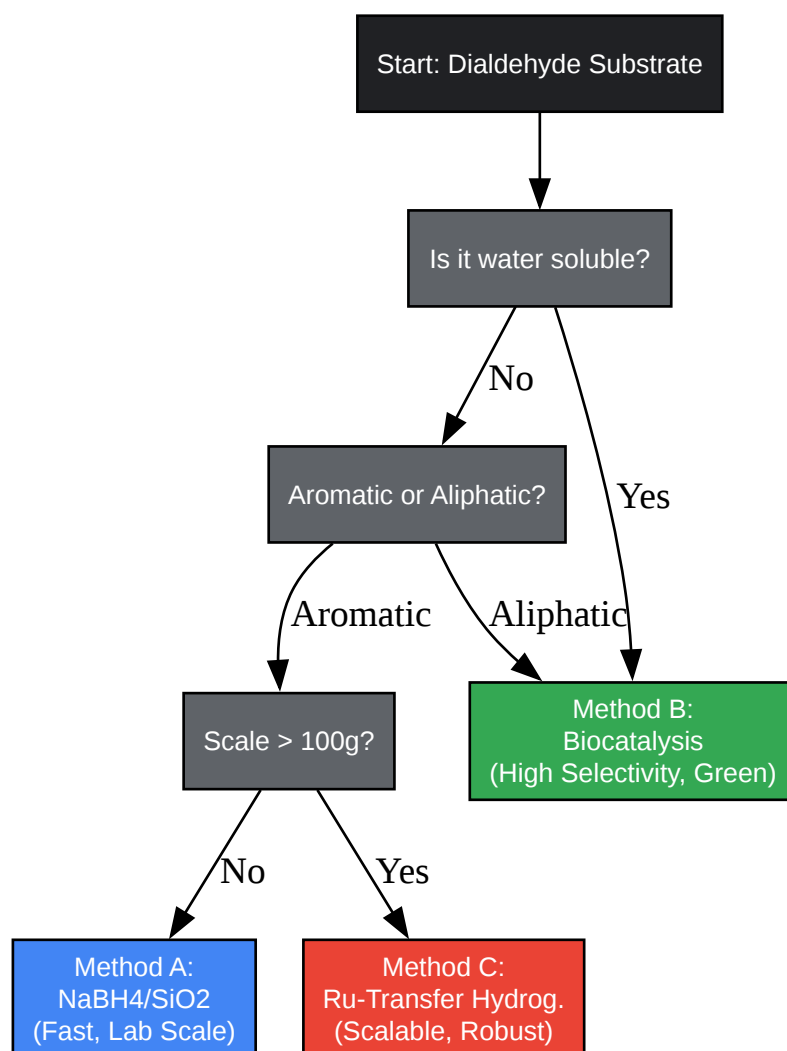 Start: Dialdehyde Substrate
Is it water soluble?
No
Yes
Aromatic or Aliphatic?
Aromatic
Aliphatic
Scale > 100g?
Method B:
Biocatalysis
(High Selectivity, Green)
No
Yes
Method A:
NaBH4/SiO2
(Fast, Lab Scale)
Method C:
Ru-Transfer Hydrog.
(Scalable, Robust)